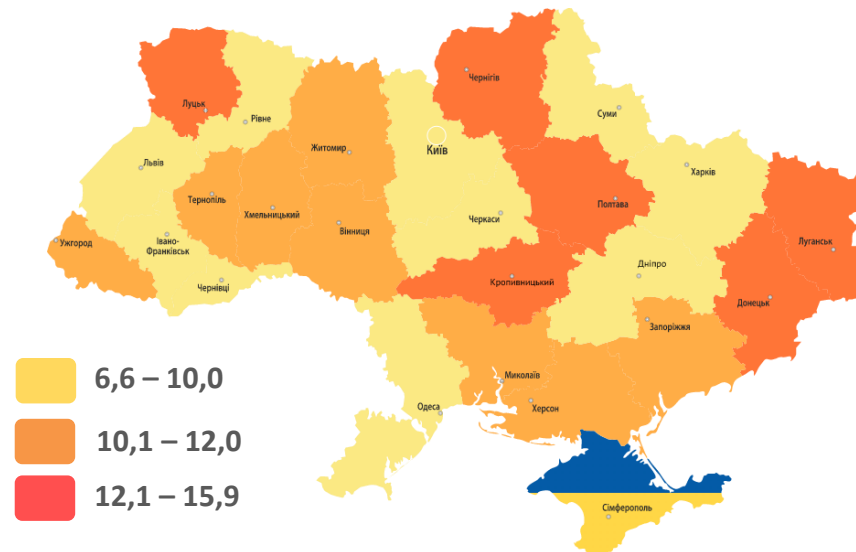 Чернігів
Луцьк
Суми
Рівне
Житомир
Київ
Львів
Харків
Тернопіль
Хмельницький
Полтава
Черкаси
Вінниця
Ужгород
Івано-
Франківськ
Луганськ
Дніпро
Чернівці
Кропивницький
Донецьк
Запоріжжя
Миколаїв
Херсон
Одеса
Сімферополь
6,6 – 10,0
10,1 – 12,0
12,1 – 15,9